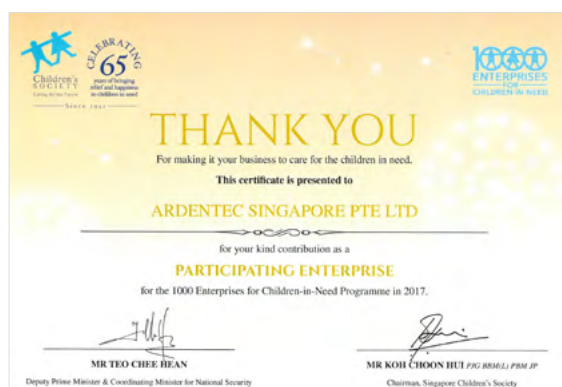 Children's
SOCIETY
Caring for Our Future
Since 1952
CELEBRATING
65
years of bringing
relief and happiness
to children in need
1000
ENTERPRISES
FOR
CHILDREN-IN-NEED
THANK YOU
For making it your business to care for the children in need.
This certificate is presented to
ARDENTEC SINGAPORE PTE LTD
for your kind contribution as a
PARTICIPATING ENTERPRISE
for the 1000 Enterprises for Children-in-Need Programme in 2017.
MR TEO CHEE HEAN
Deputy Prime Minister & Coordinating Minister for National Security
MR KOH CHOON HUI PJG BBM(L) PBM JP
Chairman, Singapore Children's Society